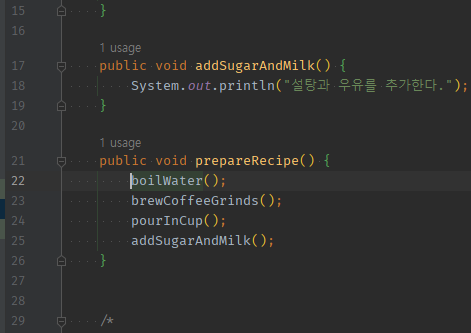 15 }
16
1 usage
17 public void addSugarAndMilk() {
18 System.out.println("설탕과 우유를 추가한다.");
19 }
20
1 usage
21 public void prepareRecipe() {
22 boilWater();
23 brewCoffeeGrinds();
24 pourInCup();
25 addSugarAndMilk();
26 }
27
28
29 /*